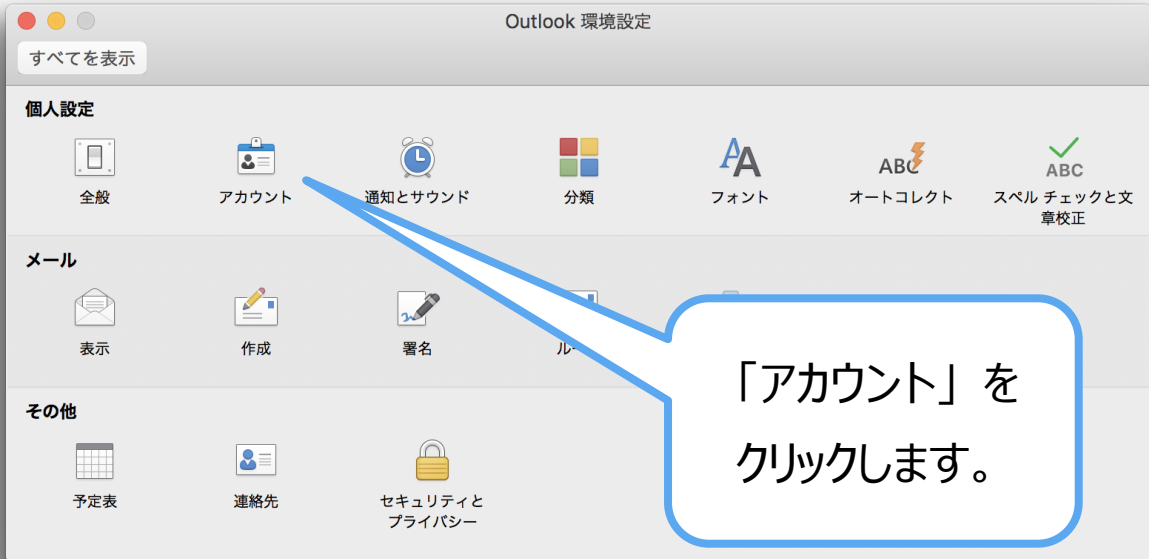 Outlook 環境設定
すべてを表示
個人設定
全般
アカウント
通知とサウンド
分類
フォント
ABC
オートコレクト
ABC
スペル チェックと文
章校正
メール
表示
作成
署名
ルー
その他
予定表
連絡先
セキュリティと
プライバシー
「アカウント」を
クリックします。